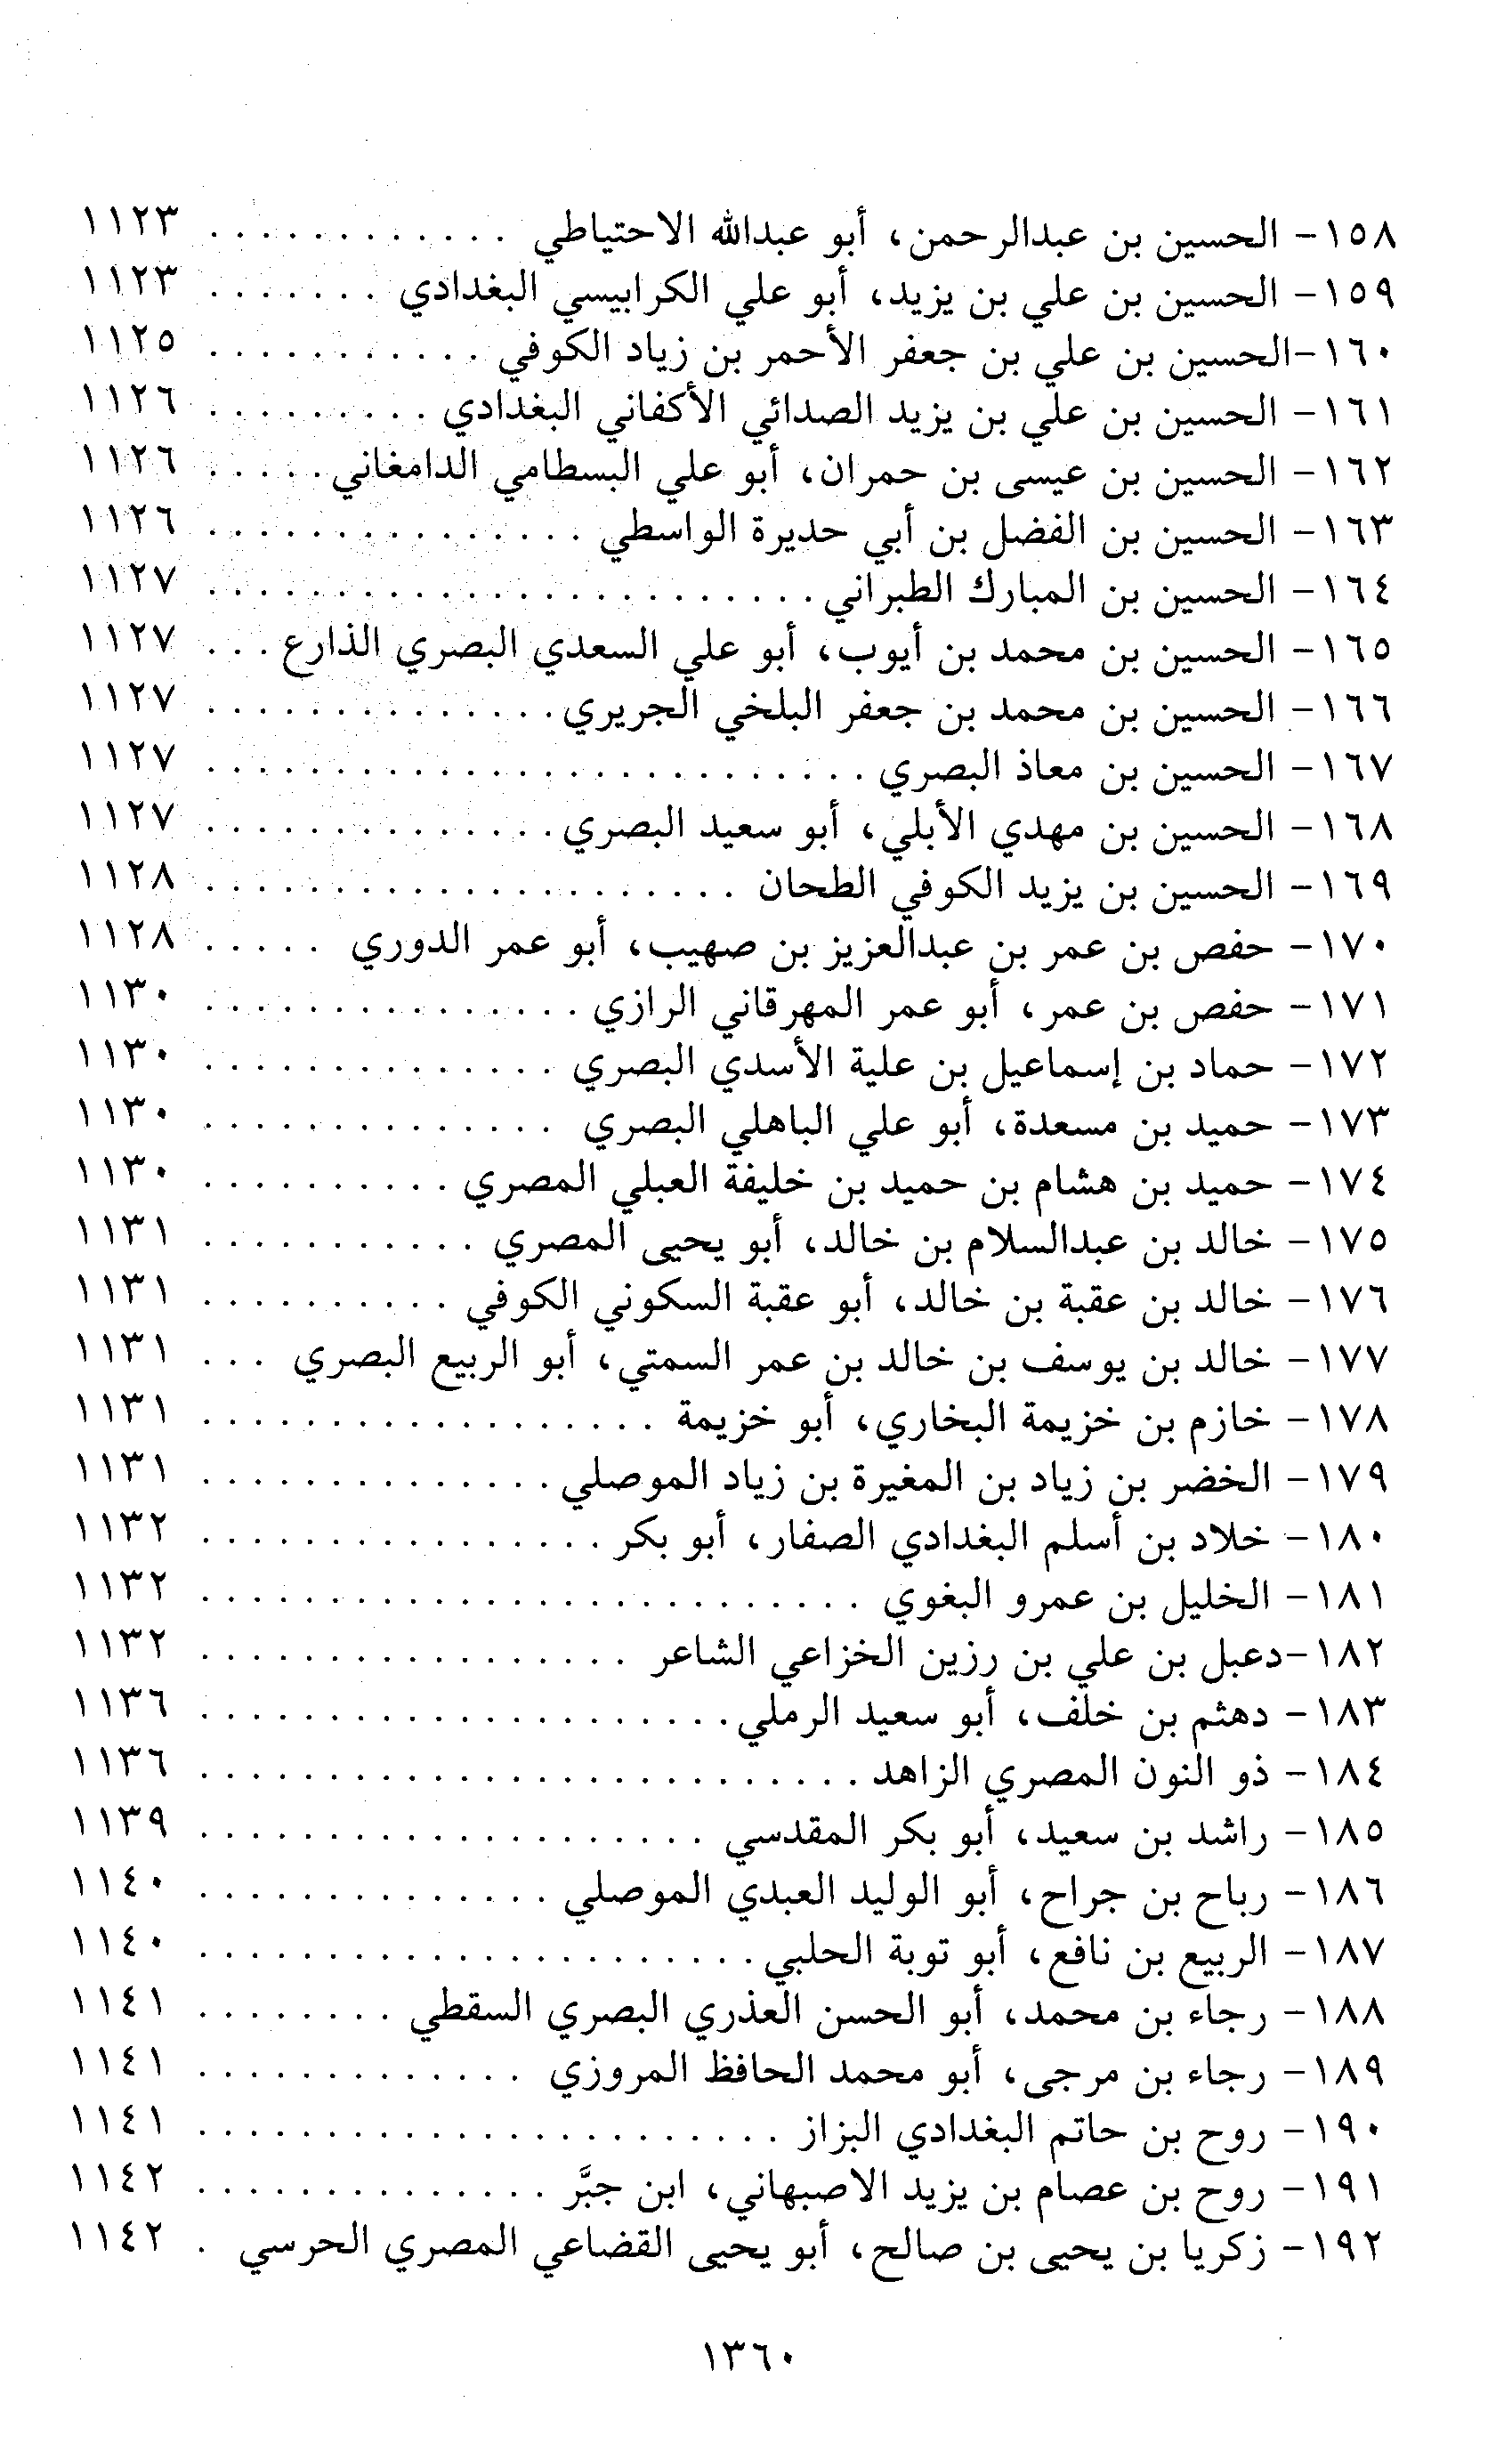 ١٥٨- الحسين بن عبدالرحمن، أبو عبدالله الاحتياطي . . . . . . . . . . . . ١١٢٣
١٥٩- الحسين بن علي بن يزيد، أبو علي الكرابيسي البغدادي . . . . . . . ١١٢٣
١٦٠-الحسين بن علي بن جعفر الأحمر بن زياد الكوفي . . . . . . . . . . . ١١٢٥
١٦١- الحسين بن علي بن يزيد الصدائي الأكفاني البغدادي . . . . . . . . . ١١٢٦
١٦٢- الحسين بن عيسى بن حمران، أبو علي البسطامي الدامغاني . . . . . ١١٢٦
١٦٣- الحسين بن الفضل بن أبي حديرة الواسطي . . . . . . . . . . . . . . . ١١٢٦
١٦٤- الحسين بن المبارك الطبراني . . . . . . . . . . . . . . . . . . . . . . . . ١١٢٧
١٦٥- الحسين بن محمد بن أيوب، أبو علي السعدي البصري الذارع . . . ١١٢٧
١٦٦- الحسين بن محمد بن جعفر البلخي الجريري . . . . . . . . . . . . . . ١١٢٧
١٦٧- الحسين بن معاذ البصري . . . . . . . . . . . . . . . . . . . . . . . . . . ١١٢٧
١٦٨- الحسين بن مهدي الأبلي، أبو سعيد البصري . . . . . . . . . . . . . . ١١٢٧
١٦٩- الحسين بن يزيد الكوفي الطحان . . . . . . . . . . . . . . . . . . . . . ١١٢٨
١٧٠- حفص بن عمر بن عبدالعزيز بن صهيب، أبو عمر الدوري . . . . . ١١٢٨
١٧١- حفص بن عمر، أبو عمر المهرقاني الرازي . . . . . . . . . . . . . . . ١١٣٠
١٧٢- حماد بن إسماعيل بن علية الأسدي البصري . . . . . . . . . . . . . . ١١٣٠
١٧٣- حميد بن مسعدة، أبو علي الباهلي البصري . . . . . . . . . . . . . . ١١٣٠
١٧٤- حميد بن هشام بن حميد بن خليفة العبلي المصري . . . . . . . . . . ١١٣٠
١٧٥- خالد بن عبدالسلام بن خالد، أبو يحيى المصري . . . . . . . . . . . ١١٣١
١٧٦- خالد بن عقبة بن خالد، أبو عقبة السكوني الكوفي . . . . . . . . . . ١١٣١
١٧٧- خالد بن يوسف بن خالد بن عمر السمتي، أبو الربيع البصري . . . ١١٣١
١٧٨- خازم بن خزيمة البخاري، أبو خزيمة . . . . . . . . . . . . . . . . . . ١١٣١
١٧٩- الخضر بن زياد بن المغيرة بن زياد الموصلي . . . . . . . . . . . . . . ١١٣١
١٨٠- خلاد بن أسلم البغدادي الصفار، أبو بكر . . . . . . . . . . . . . . . . ١١٣٢
١٨١- الخليل بن عمرو البغوي . . . . . . . . . . . . . . . . . . . . . . . . . . ١١٣٢
١٨٢-دعبل بن علي بن رزين الخزاعي الشاعر . . . . . . . . . . . . . . . . . ١١٣٢
١٨٣- دهثم بن خلف، أبو سعيد الرملي . . . . . . . . . . . . . . . . . . . . . ١١٣٦
١٨٤- ذو النون المصري الزاهد . . . . . . . . . . . . . . . . . . . . . . . . . . ١١٣٦
١٨٥- راشد بن سعيد، أبو بكر المقدسي . . . . . . . . . . . . . . . . . . . . ١١٣٩
١٨٦- رباح بن جراح، أبو الوليد العبدي الموصلي . . . . . . . . . . . . . . ١١٤٠
١٨٧- الربيع بن نافع، أبو توبة الحلبي . . . . . . . . . . . . . . . . . . . . . . ١١٤٠
١٨٨- رجاء بن محمد، أبو الحسن العذري البصري السقطي . . . . . . . . ١١٤١
١٨٩- رجاء بن مرجى، أبو محمد الحافظ المروزي . . . . . . . . . . . . . ١١٤١
١٩٠- روح بن حاتم البغدادي البزاز . . . . . . . . . . . . . . . . . . . . . . . ١١٤١
١٩١- روح بن عصام بن يزيد الاصبهاني، ابن جبَّر . . . . . . . . . . . . . . ١١٤٢
١٩٢- زكريا بن يحيى بن صالح، أبو يحيى القضاعي المصري الحرسي . ١١٤٢
١٣٦٠